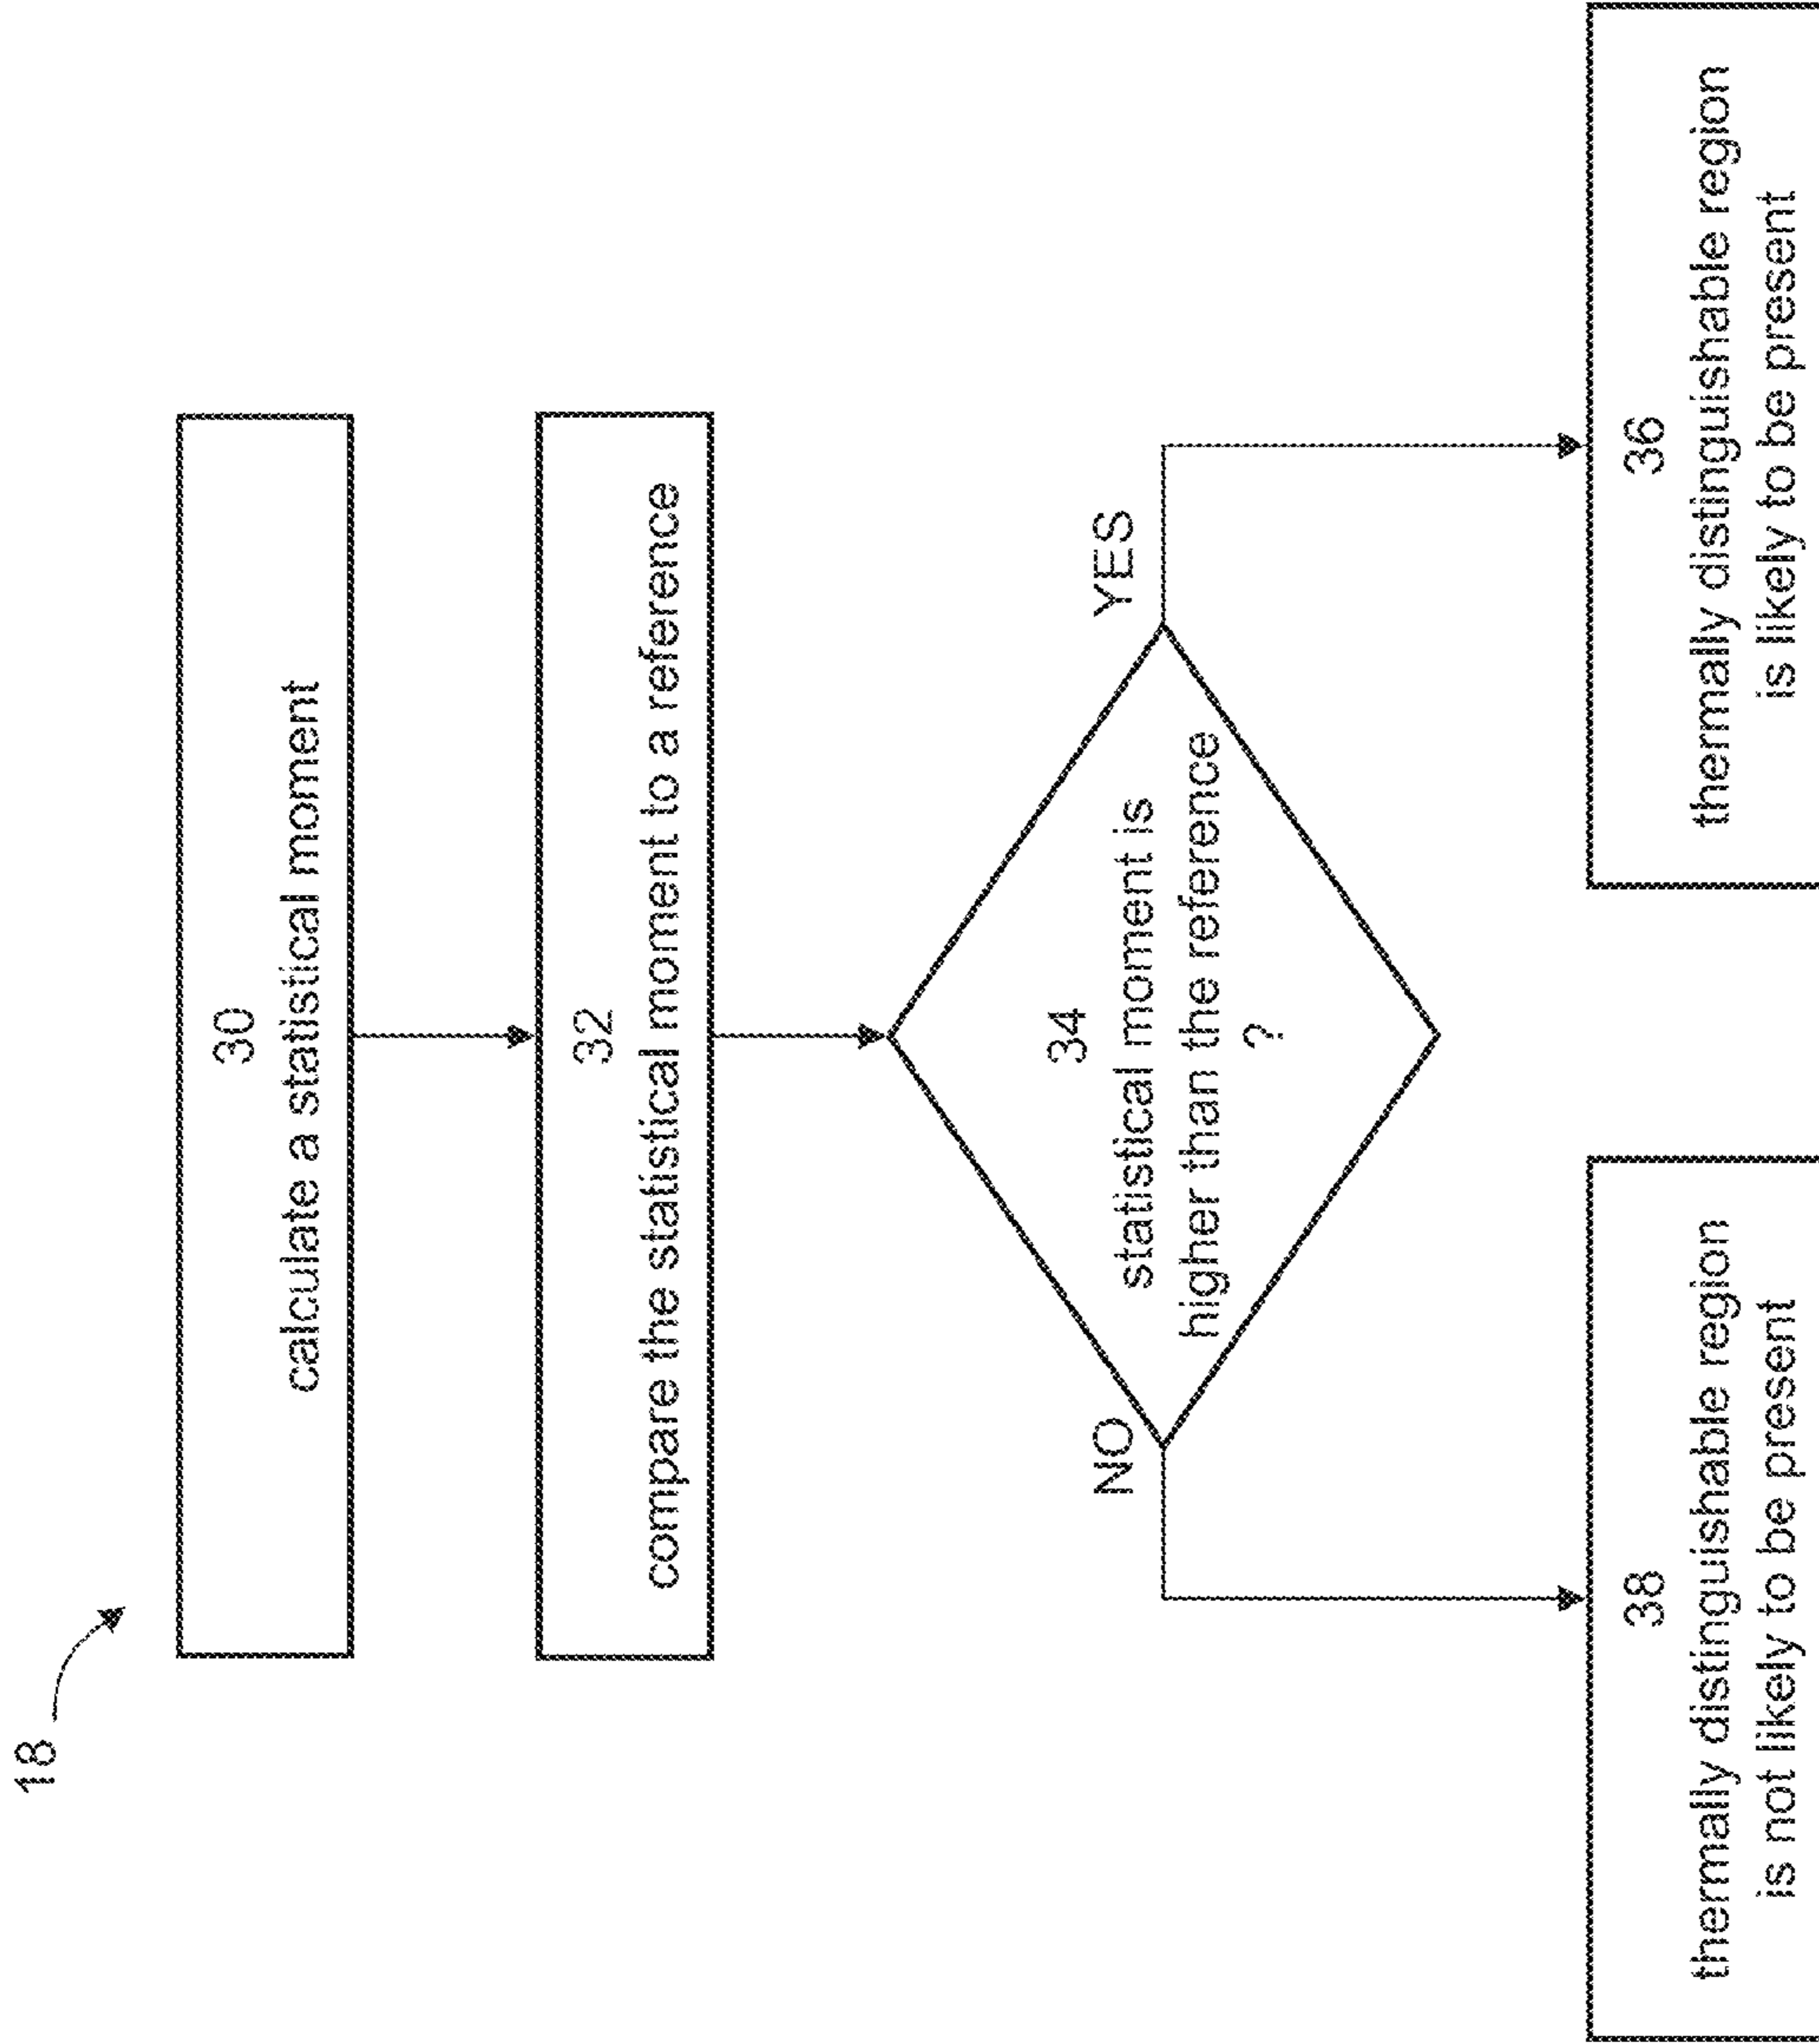 18
30
calculate a statistical moment
32
compare the statistical moment to a reference
34
statistical moment is
higher than the reference
?
NO
YES
38
thermally distinguishable region
is not likely to be present
36
thermally distinguishable region
is likely to be present